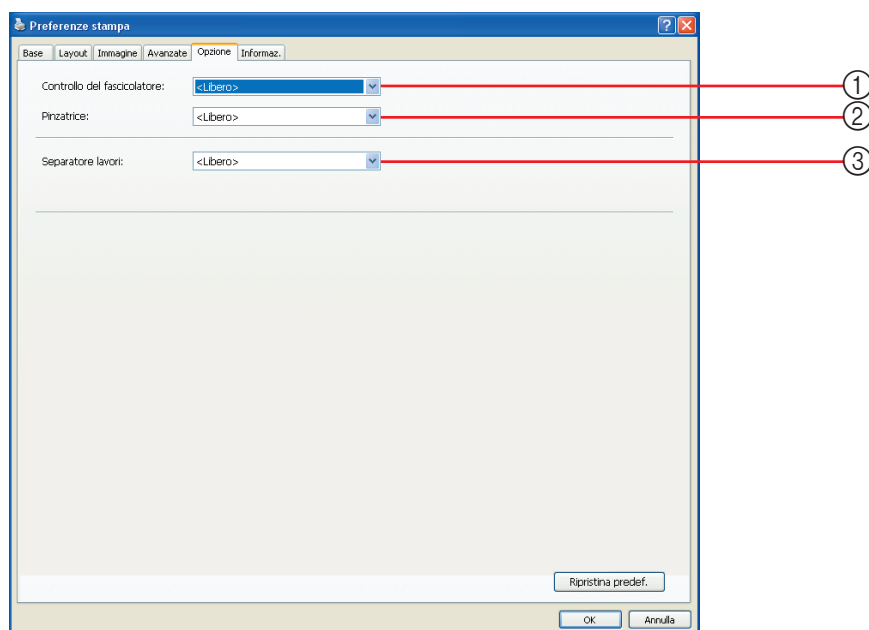 Preferenze stampa
Base Layout Immagine Avanzate Opzione Informaz.
Controllo del fascicolatore: <Libero> ①
Pinzatrice: <Libero> ②
Separatore lavori: <Libero> ③
Ripristina predef.
OK Annulla